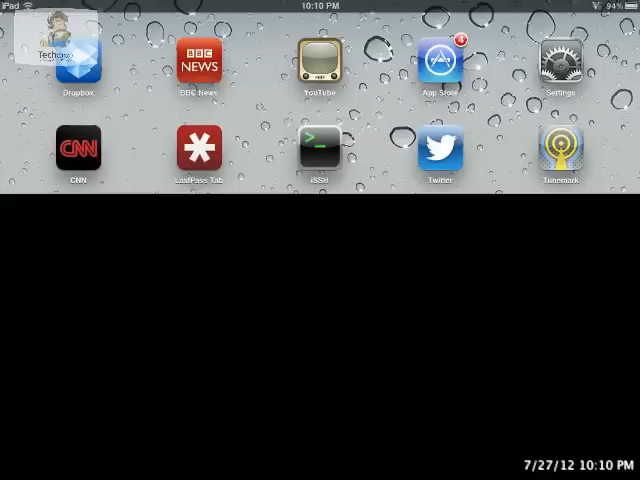 iPad 10:10 PM 94%
Dropbox
BBC
NEWS
BBC News
YouTube
4
App Store
Settings
CNN
CNN
LastPass Tab
>_
iSSH
Twitter
Tunemark
7/27/12 10:10 PM